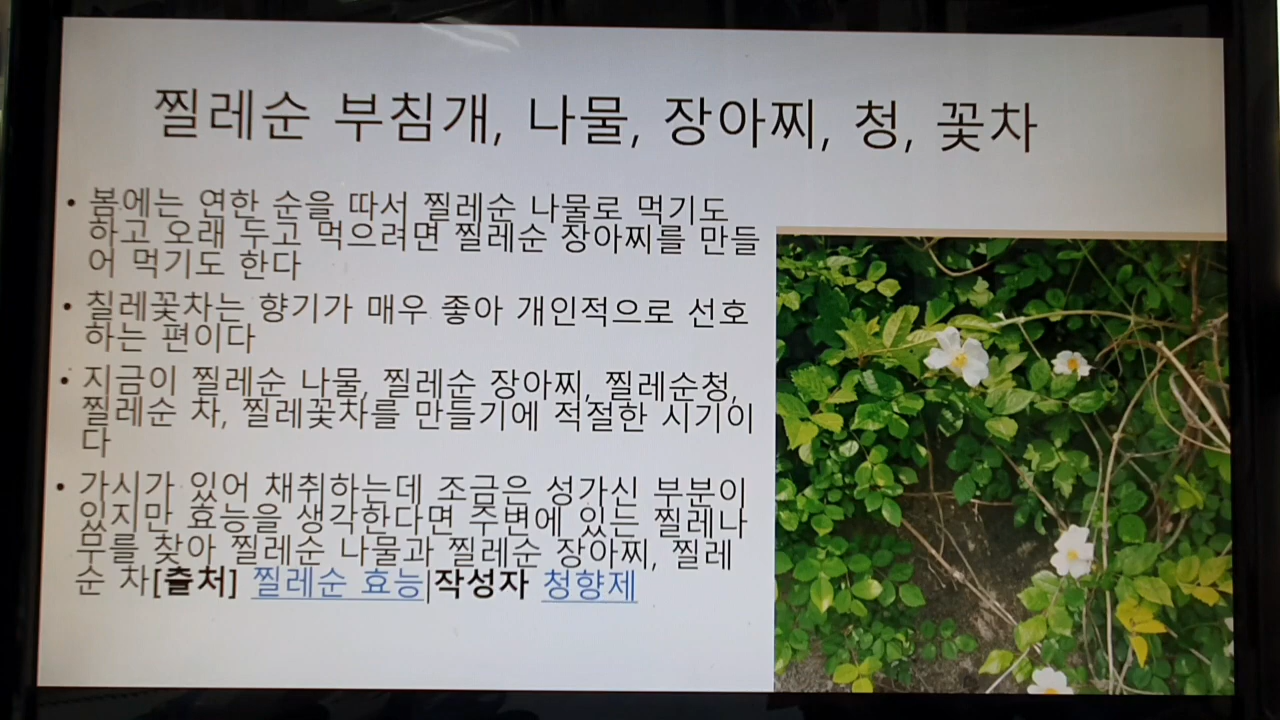 찔레순 부침개, 나물, 장아찌, 청, 꽃차
• 봄에는 연한 순을 따서 찔레순 나물로 먹기도
하고 오래 두고 먹으려면 찔레순 장아찌를 만들
어 먹기도 한다
• 칠레꽃차는 향기가 매우 좋아 개인적으로 선호
하는 편이다
• 지금이 찔레순 나물, 찔레순 장아찌, 찔레순청,
찔레순 차, 찔레꽃차를 만들기에 적절한 시기이
다
• 가시가 있어 채취하는데 조금은 성가신 부분이
있지만 효능을 생각한다면 주변에 있는 찔레나
무를 찾아 찔레순 나물과 찔레순 장아찌, 찔레
순 차[출처] 찔레순 효능|작성자 청향제